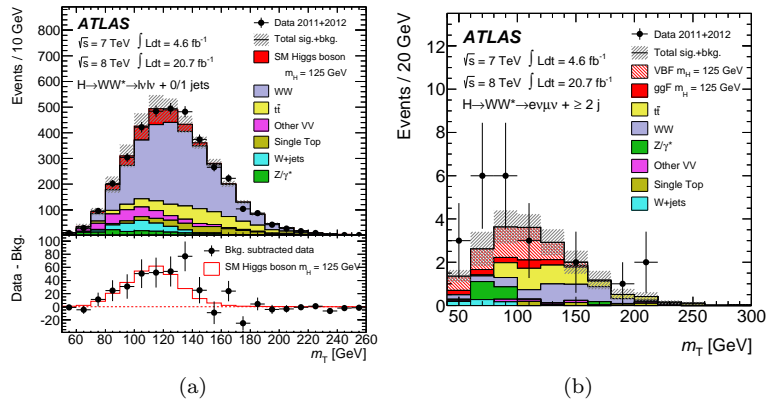 ATLAS
√s = 7 TeV ∫ Ldt = 4.6 fb⁻¹
√s = 8 TeV ∫ Ldt = 20.7 fb⁻¹
H→WW*→lνlν + 0/1 jets
Data 2011+2012
Total sig.+bkg.
SM Higgs boson
m_H = 125 GeV
WW
tt̄
Other VV
Single Top
W+jets
Z/γ*
Events / 10 GeV
800
700
600
500
400
300
200
100
Data - Bkg.
Bkg. subtracted data
SM Higgs boson m_H = 125 GeV
100
80
60
40
20
0
-20
60 80 100 120 140 160 180 200 220 240 260
m_T [GeV]
(a)
ATLAS
√s = 7 TeV ∫ Ldt = 4.6 fb⁻¹
√s = 8 TeV ∫ Ldt = 20.7 fb⁻¹
H→WW*→eνμν + ≥ 2 j
Data 2011+2012
Total sig.+bkg.
VBF m_H = 125 GeV
ggF m_H = 125 GeV
tt̄
WW
Z/γ*
Other VV
Single Top
W+jets
Events / 20 GeV
12
10
8
6
4
2
0
50 100 150 200 250 300
m_T [GeV]
(b)